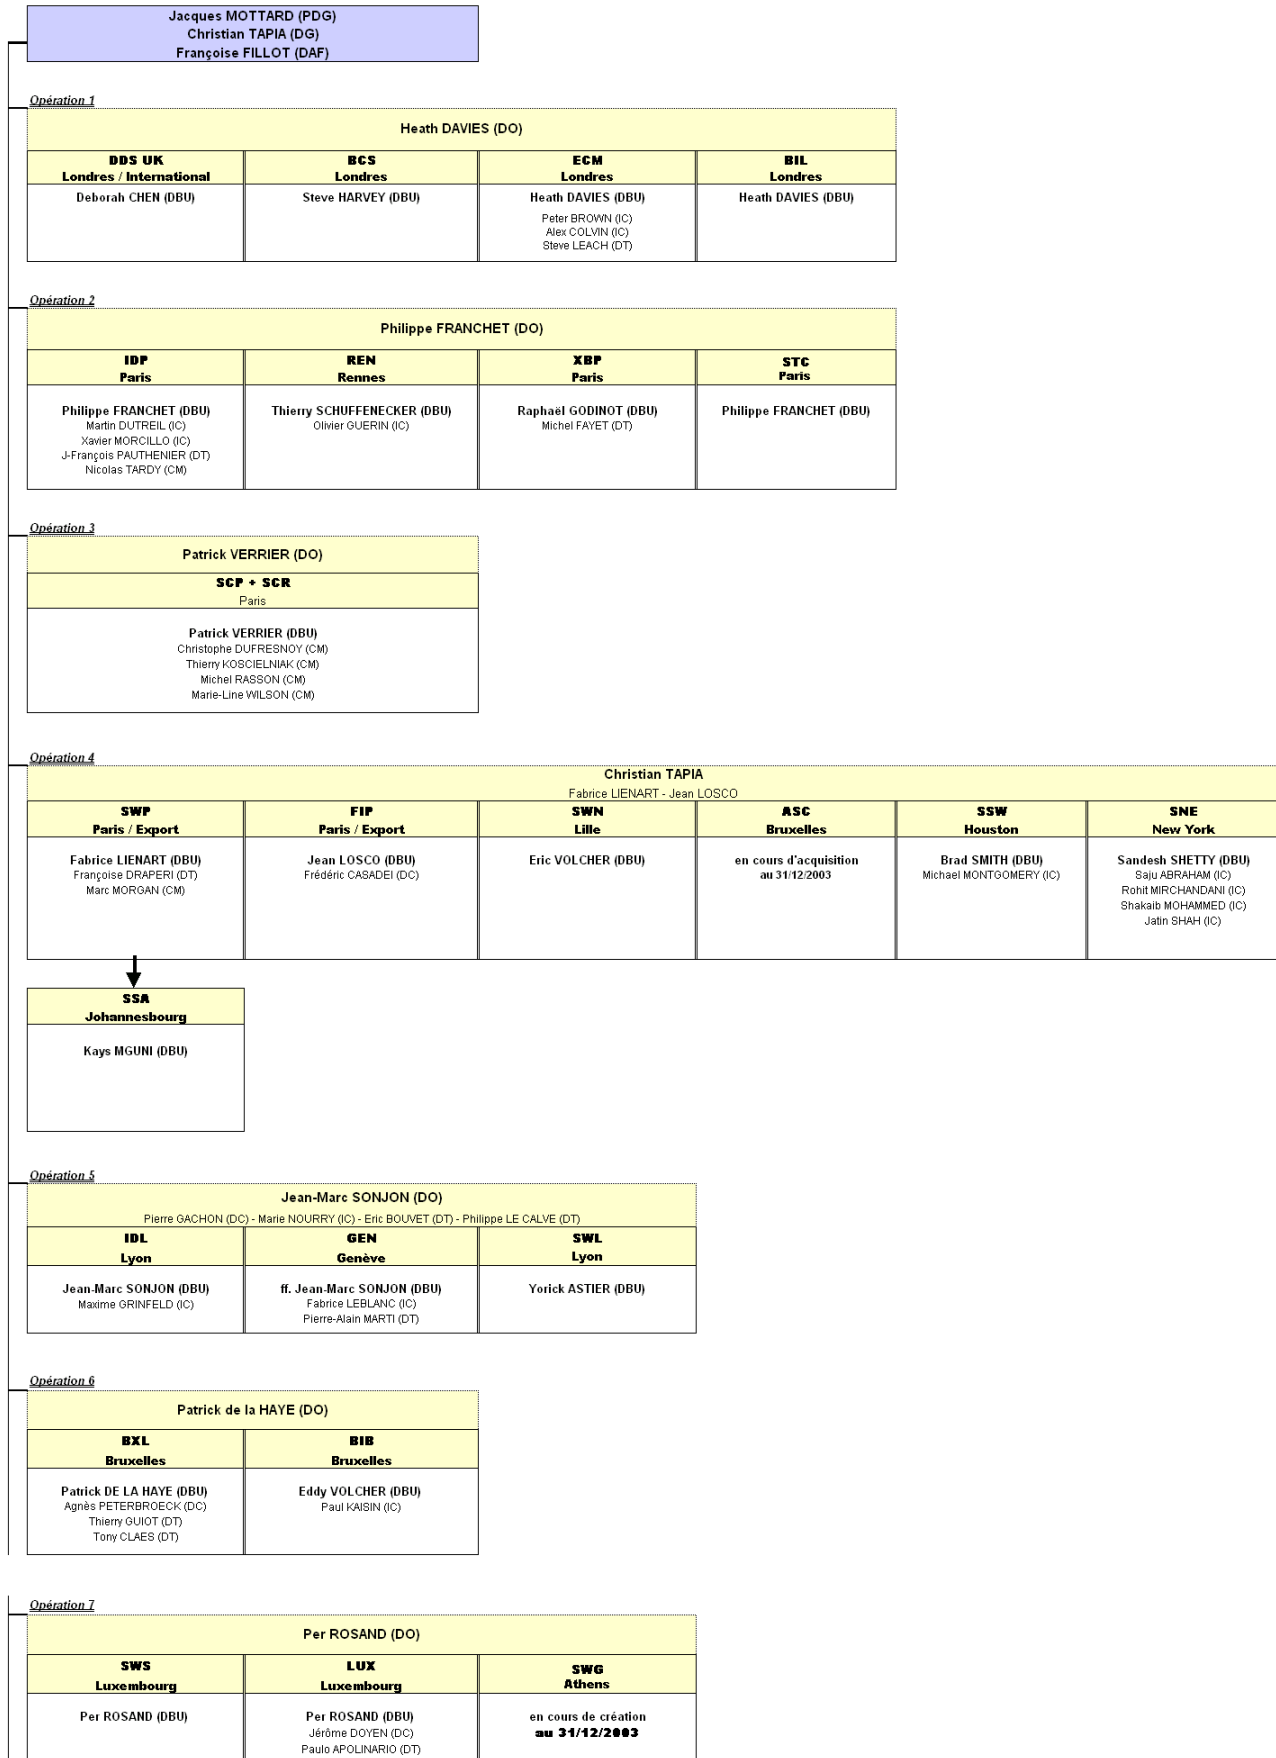 Jacques MOTTARD (PDG)
Christian TAPIA (DG)
Françoise FILLOT (DAF)
Opération 1
Heath DAVIES (DO)
DDS UK
Londres / International
Deborah CHEN (DBU)
BCS
Londres
Steve HARVEY (DBU)
ECM
Londres
Heath DAVIES (DBU)
Peter BROWN (IC)
Alex COLVIN (IC)
Steve LEACH (DT)
BIL
Londres
Heath DAVIES (DBU)
Opération 2
Philippe FRANCHET (DO)
IDP
Paris
Philippe FRANCHET (DBU)
Martin DUTREIL (IC)
Xavier MORCILLO (IC)
J-François PAUTHENIER (DT)
Nicolas TARDY (CM)
REN
Rennes
Thierry SCHUFFENECKER (DBU)
Olivier GUERIN (IC)
XBP
Paris
Raphaël GODINOT (DBU)
Michel FAYET (DT)
STC
Paris
Philippe FRANCHET (DBU)
Opération 3
Patrick VERRIER (DO)
SCP + SCR
Paris
Patrick VERRIER (DBU)
Christophe DUFRESNOY (CM)
Thierry KOSCIELNIAK (CM)
Michel RASSON (CM)
Marie-Line WILSON (CM)
Opération 4
Christian TAPIA
Fabrice LIENART - Jean LOSCO
SWP
Paris / Export
Fabrice LIENART (DBU)
Françoise DRAPERI (DT)
Marc MORGAN (CM)
FIP
Paris / Export
Jean LOSCO (DBU)
Frédéric CASADEI (DC)
SWN
Lille
Eric VOLCHER (DBU)
ASC
Bruxelles
en cours d'acquisition
au 31/12/2003
SSW
Houston
Brad SMITH (DBU)
Michael MONTGOMERY (IC)
SNE
New York
Sandesh SHETTY (DBU)
Saju ABRAHAM (IC)
Rohit MIRCHANDANI (IC)
Shakaib MOHAMMED (IC)
Jatin SHAH (IC)
SSA
Johannesbourg
Kays MGUNI (DBU)
Opération 5
Jean-Marc SONJON (DO)
Pierre GACHON (DC) - Marie NOURRY (IC) - Eric BOUVET (DT) - Philippe LE CALVE (DT)
IDL
Lyon
Jean-Marc SONJON (DBU)
Maxime GRINFELD (IC)
GEN
Genève
ff. Jean-Marc SONJON (DBU)
Fabrice LEBLANC (IC)
Pierre-Alain MARTI (DT)
SWL
Lyon
Yorick ASTIER (DBU)
Opération 6
Patrick de la HAYE (DO)
BXL
Bruxelles
Patrick DE LA HAYE (DBU)
Agnès PETERBROECK (DC)
Thierry GUIOT (DT)
Tony CLAES (DT)
BIB
Bruxelles
Eddy VOLCHER (DBU)
Paul KAISIN (IC)
Opération 7
Per ROSAND (DO)
SWS
Luxembourg
Per ROSAND (DBU)
LUX
Luxembourg
Per ROSAND (DBU)
Jérôme DOYEN (DC)
Paulo APOLINARIO (DT)
SWG
Athens
en cours de création
au 31/12/2003